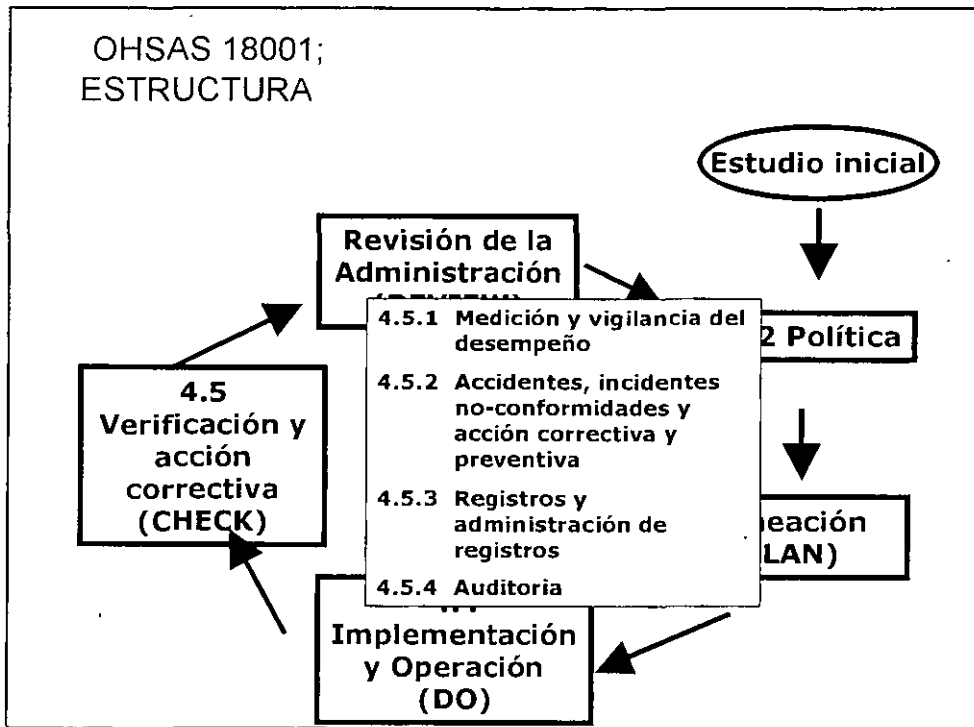 OHSAS 18001;
ESTRUCTURA
Estudio inicial
Revisión de la
Administración
2 Política
4.5
Verificación y
acción
correctiva
(CHECK)
4.5.1 Medición y vigilancia del
desempeño
4.5.2 Accidentes, incidentes
no-conformidades y
acción correctiva y
preventiva
4.5.3 Registros y
administración de
registros
4.5.4 Auditoria
neación
LAN)
Implementación
y Operación
(DO)